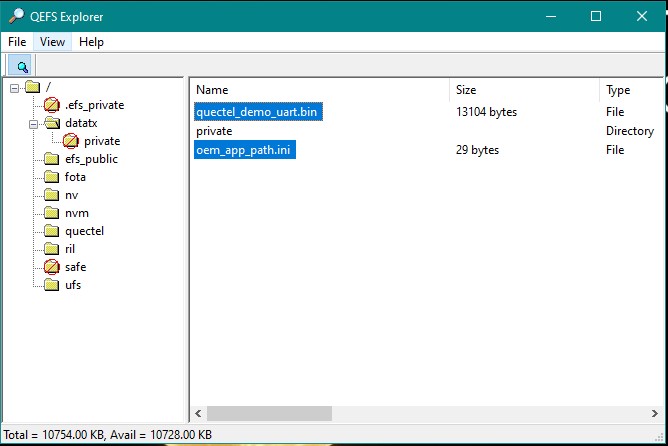 QEFS Explorer
File View Help
/
.efs_private
datatx
private
efs_public
fota
nv
nvm
quectel
ril
safe
ufs
Name Size Type
quectel_demo_uart.bin 13104 bytes File
private Directory
oem_app_path.ini 29 bytes File
Total = 10754.00 KB, Avail = 10728.00 KB